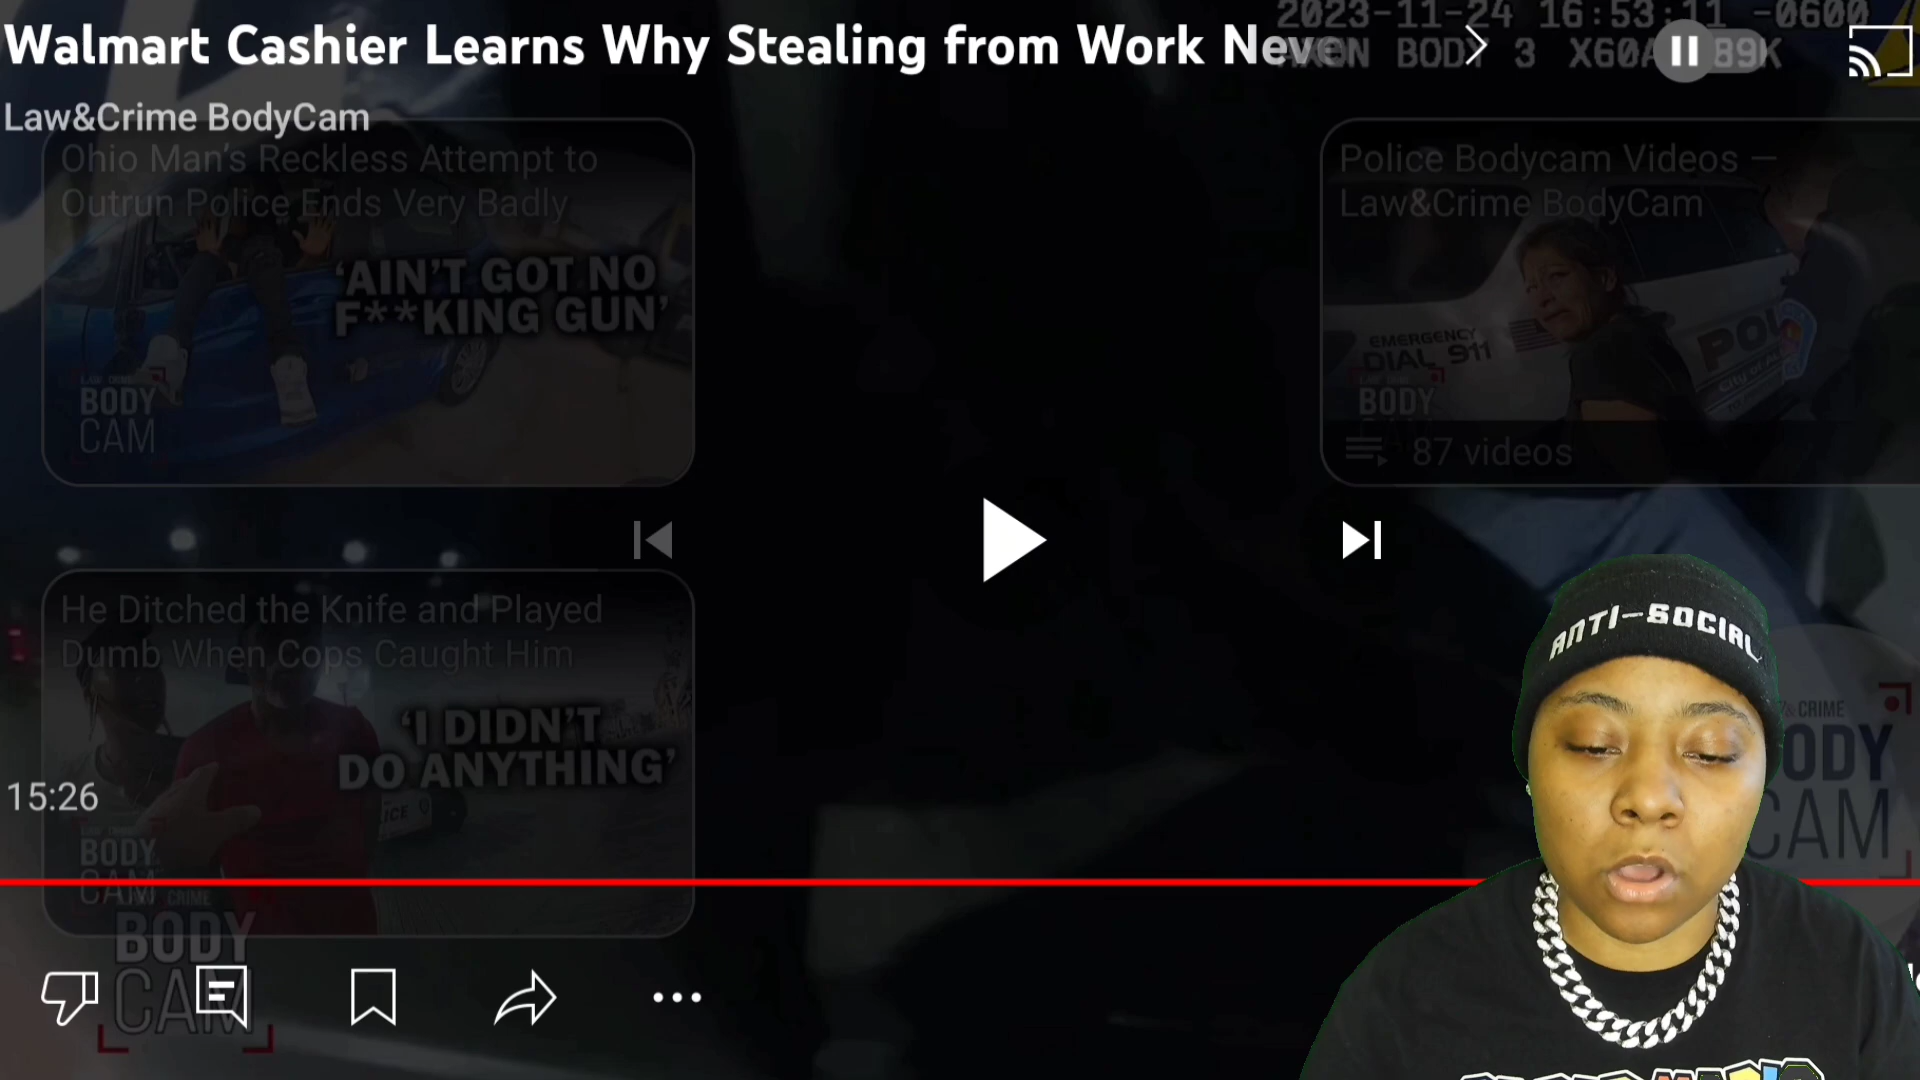 2023-11-24 16:53:11 -0600
Walmart Cashier Learns Why Stealing from Work Neve
BODY 3
Law&Crime BodyCam
Ohio Man's Reckless Attempt to
Outrun Police Ends Very Badly
'AIN'T GOT NO
F**KING GUN'
BODY
CAM
Police Bodycam Videos —
Law&Crime BodyCam
EMERGENCY
DIAL 911
BODY
87 videos
He Ditched the Knife and Played
Dumb When Cops Caught Him
'I DIDN'T
DO ANYTHING'
15:26
BODY
CAM
CRIME
BODY
CAM
ANTI-SOCIAL
& CRIME
ODY
CAM